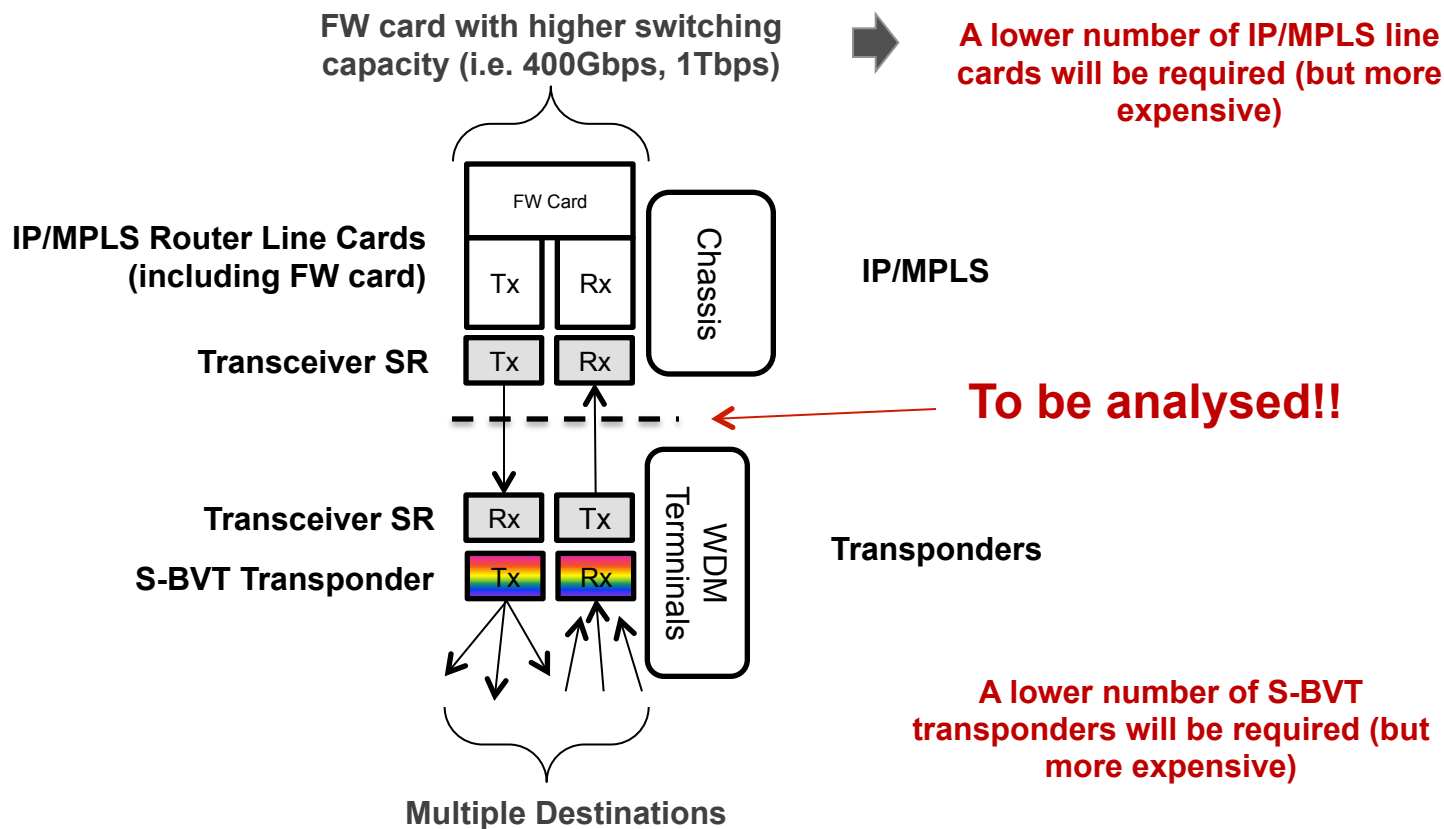 FW card with higher switching
capacity (i.e. 400Gbps, 1Tbps)
A lower number of IP/MPLS line
cards will be required (but more
expensive)
FW Card
IP/MPLS Router Line Cards
(including FW card)
Tx
Rx
Chassis
IP/MPLS
Transceiver SR
Tx
Rx
To be analysed!!
Transceiver SR
Rx
Tx
WDM
Termninals
Transponders
S-BVT Transponder
Tx
Rx
A lower number of S-BVT
transponders will be required (but
more expensive)
Multiple Destinations